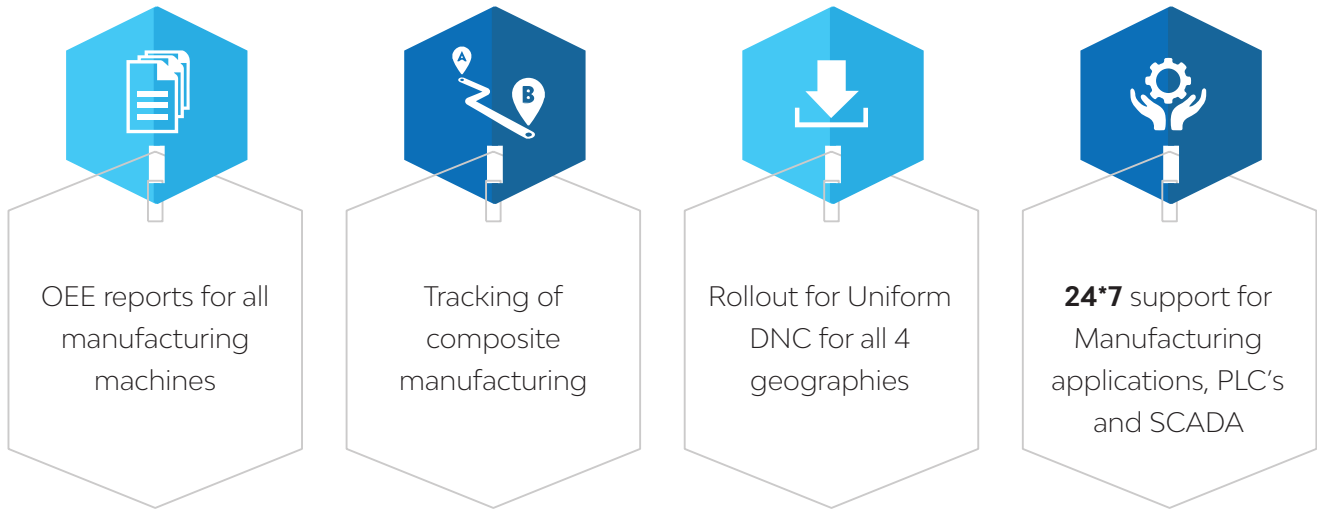 A
B
OEE reports for all
manufacturing
machines
Tracking of
composite
manufacturing
Rollout for Uniform
DNC for all 4
geographies
24*7 support for
Manufacturing
applications, PLC's
and SCADA